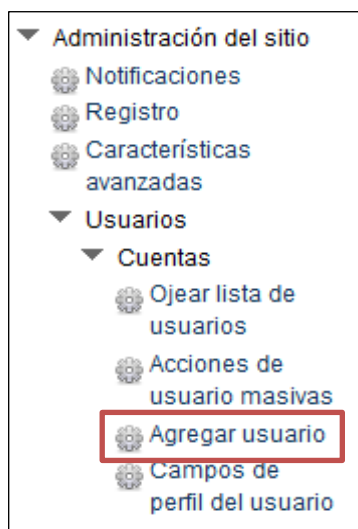 Administración del sitio
Notificaciones
Registro
Características
avanzadas
Usuarios
Cuentas
Ojear lista de
usuarios
Acciones de
usuario masivas
Agregar usuario
Campos de
perfil del usuario